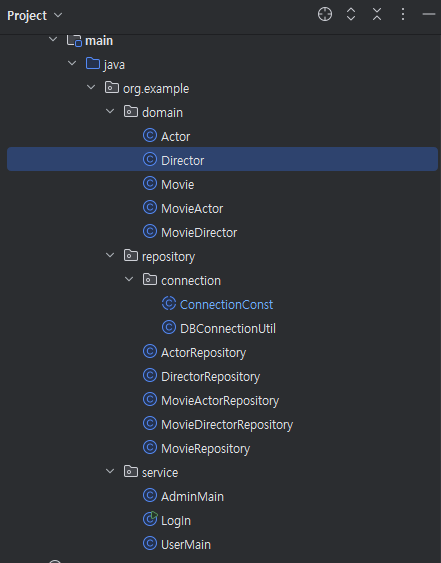 Project
main
java
org.example
domain
Actor
Director
Movie
MovieActor
MovieDirector
repository
connection
ConnectionConst
DBConnectionUtil
ActorRepository
DirectorRepository
MovieActorRepository
MovieDirectorRepository
MovieRepository
service
AdminMain
LogIn
UserMain